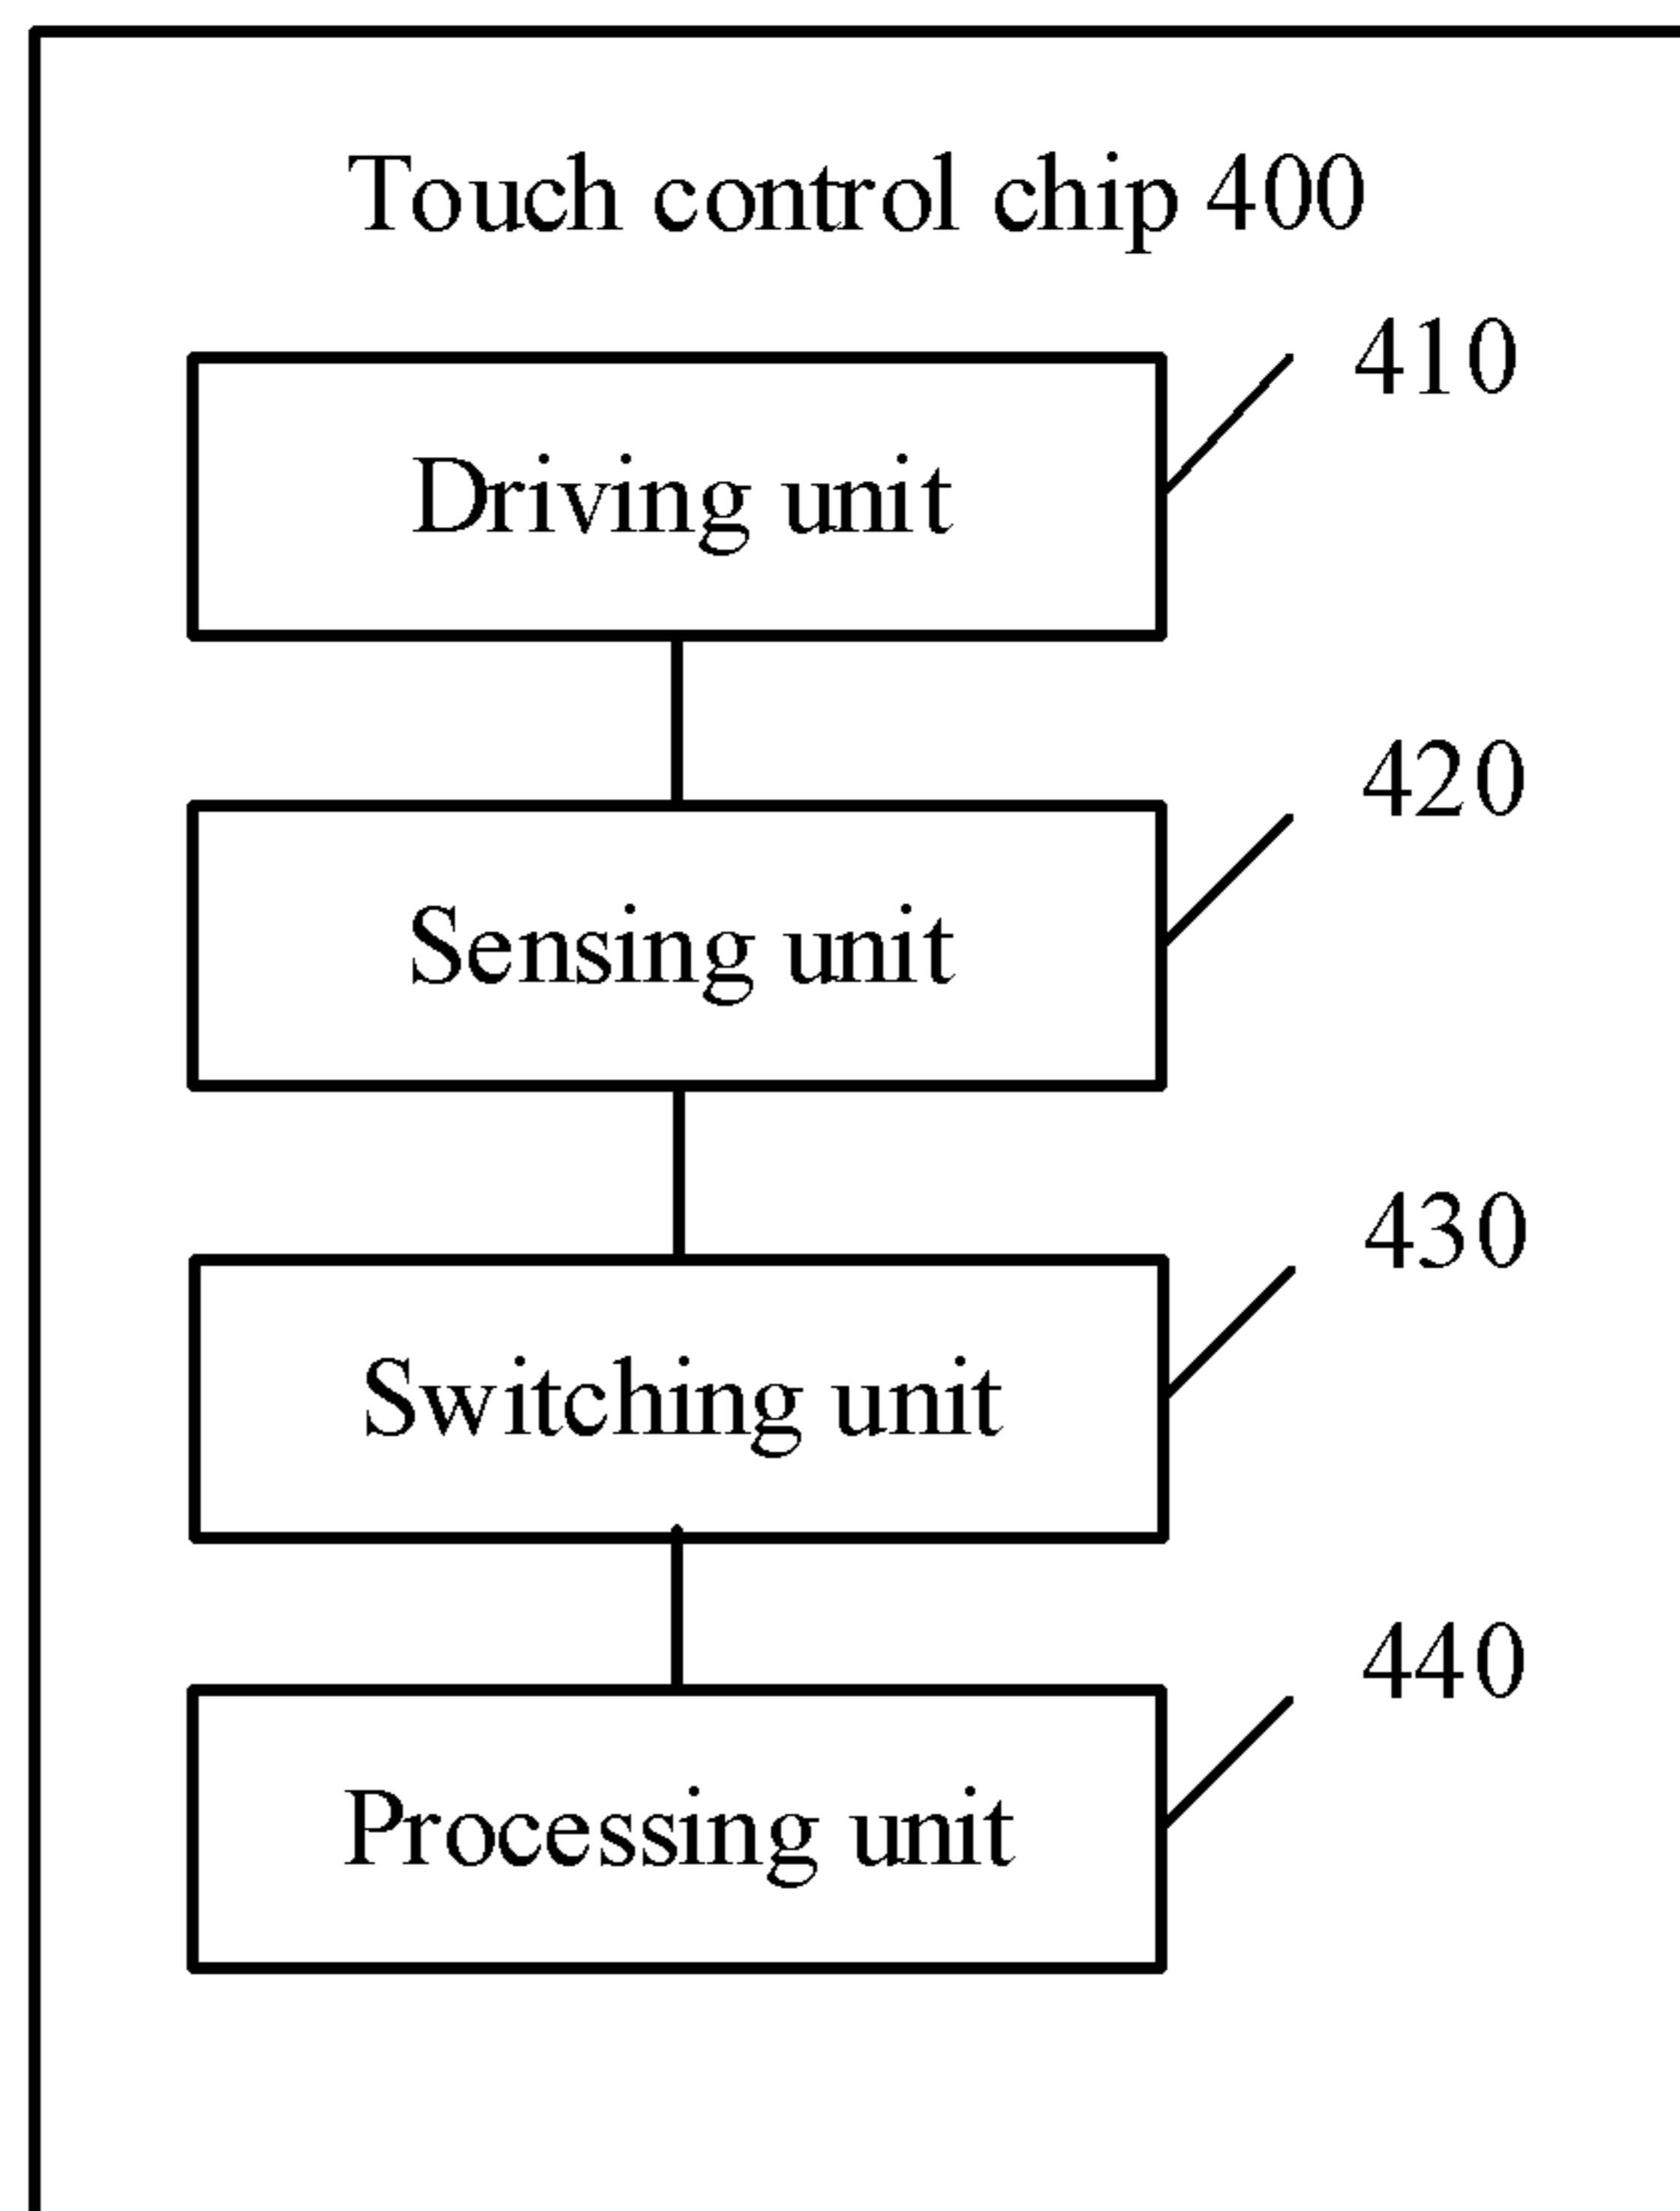 Touch control chip 400
410
Driving unit
420
Sensing unit
430
Switching unit
440
Processing unit